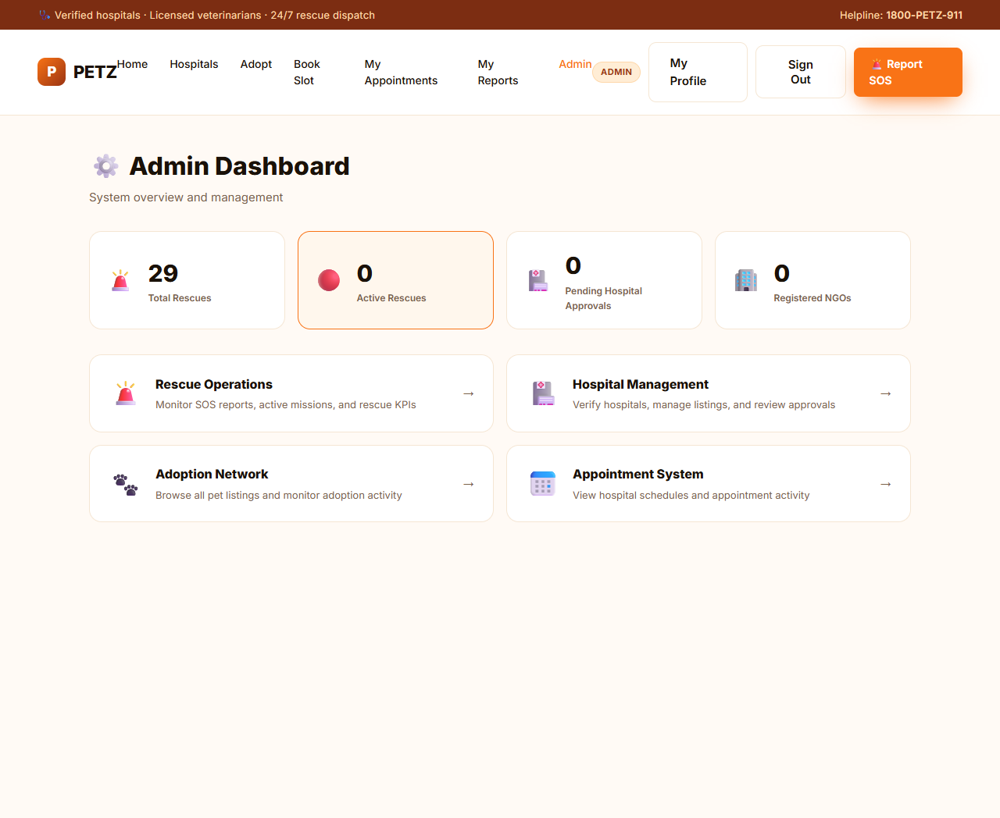 Verified hospitals · Licensed veterinarians · 24/7 rescue dispatch
Helpline: 1800-PETZ-911
P
PETZ
Home
Hospitals
Adopt
Book
Slot
My
Appointments
My
Reports
Admin
ADMIN
My
Profile
Sign
Out
Report
SOS
Admin Dashboard
System overview and management
29
Total Rescues
0
Active Rescues
0
Pending Hospital
Approvals
0
Registered NGOs
Rescue Operations
Monitor SOS reports, active missions, and rescue KPIs
→
Hospital Management
Verify hospitals, manage listings, and review approvals
→
Adoption Network
Browse all pet listings and monitor adoption activity
→
Appointment System
View hospital schedules and appointment activity
→